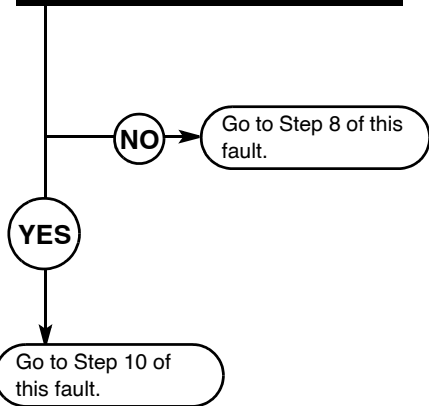 NO
Go to Step 8 of this
fault.
YES
Go to Step 10 of
this fault.